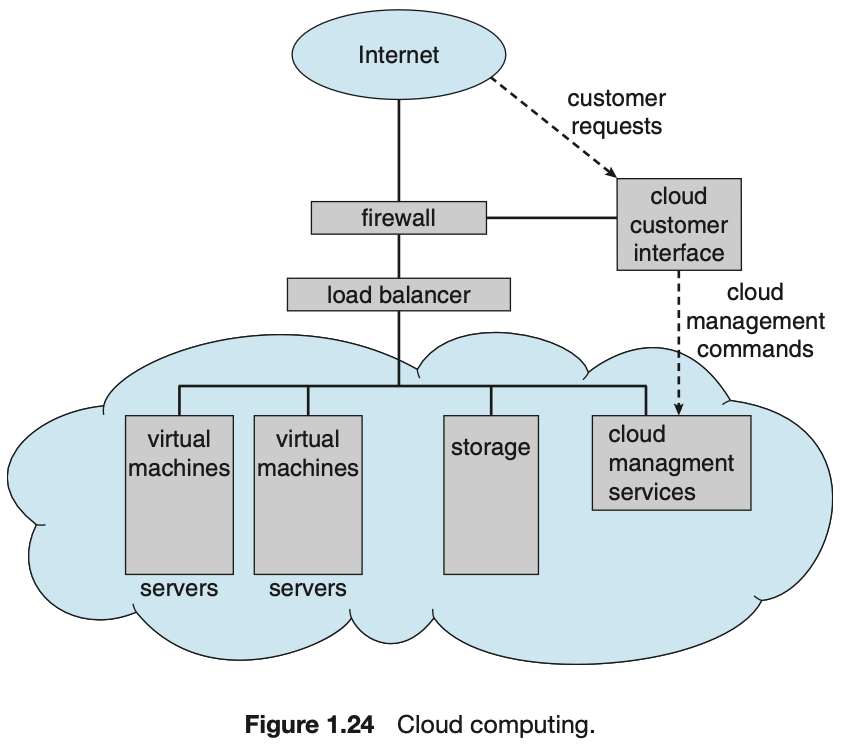 Internet
customer
requests
firewall
cloud
customer
interface
load balancer
cloud
management
commands
virtual
machines
servers
virtual
machines
servers
storage
cloud
managment
services
Figure 1.24 Cloud computing.